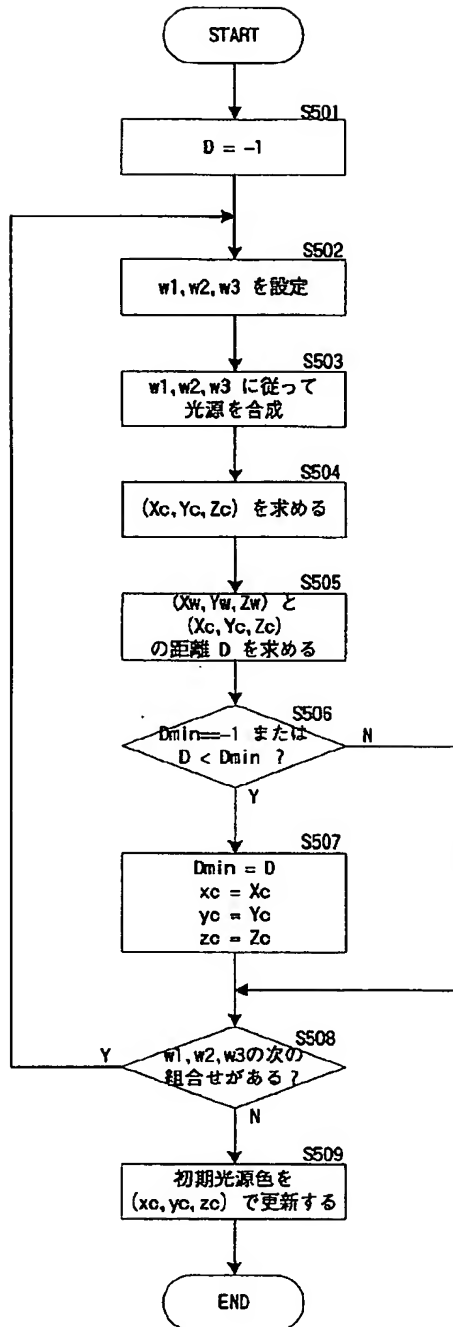 START
S501
D = -1
S502
w1,w2,w3 を設定
S503
w1,w2,w3 に従って
光源を合成
S504
(Xc,Yc,Zc) を求める
S505
(Xw,Yw,Zw) と
(Xc,Yc,Zc)
の距離 D を求める
S506
Dmin==-1 または
D < Dmin ?
N
Y
S507
Dmin = D
xc = Xc
yc = Yc
zc = Zc
S508
Y
w1,w2,w3の次の
組合せがある?
N
S509
初期光源色を
(xc,yc,zc) で更新する
END